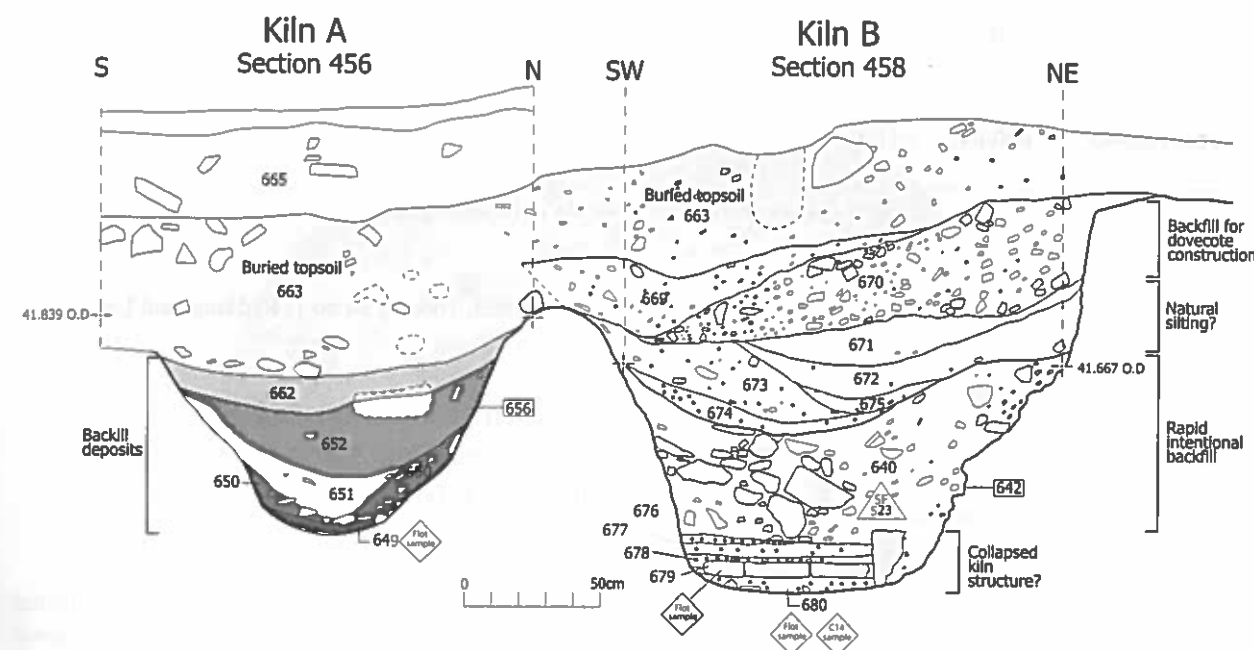 Kiln A
Section 456
Kiln B
Section 458
S
N
SW
NE
665
Buried topsoil
663
Buried topsoil
663
41.839 O.D
669
670
671
672
673
674
675
41.667 O.D
662
656
652
650
651
649
Flot
sample
Backill
deposits
640
SF
523
642
676
677
678
679
680
Flot
sample
Flot
sample
C14
sample
0
50cm
Backfill for
dovecote
construction
Natural
silting?
Rapid
intentional
backfill
Collapsed
kiln
structure?